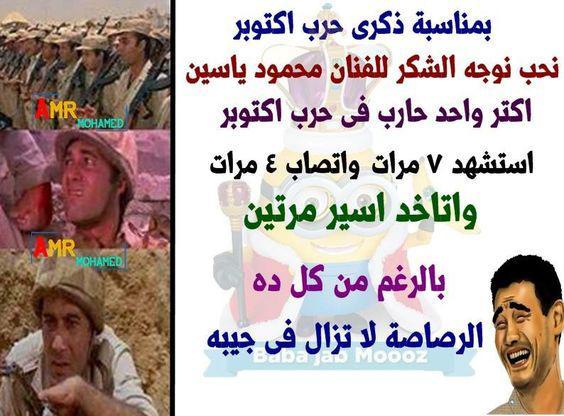 بمناسبة ذكرى حرب اكتوبر
نحب نوجه الشكر للفنان محمود ياسين
اكتر واحد حارب فى حرب اكتوبر
استشهد ٧ مرات واتصاب ٤ مرات
واتاخد اسير مرتين
بالرغم من كل ده
الرصاصة لا تزال فى جيبه
Baba jab Moooz
AMR
MOHAMED
AMR
MOHAMED